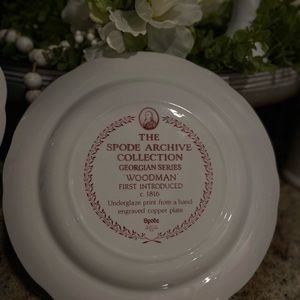 THE
SPODE ARCHIVE
COLLECTION
GEORGIAN SERIES
'WOODMAN'
FIRST INTRODUCED
c. 1816
Underglaze print from a hand
engraved copper plate
Spode